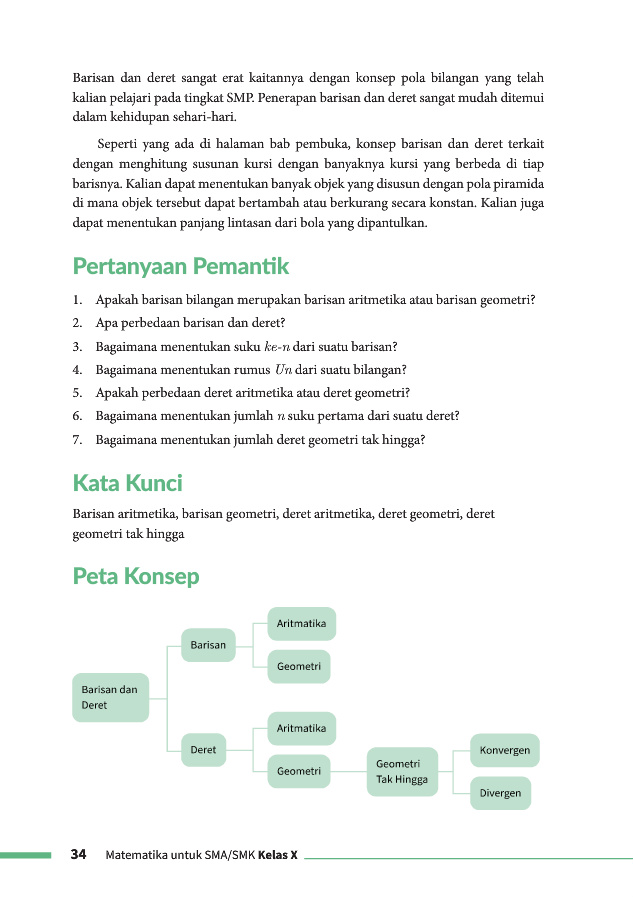 Barisan dan deret sangat erat kaitannya dengan konsep pola bilangan yang telah
kalian pelajari pada tingkat SMP. Penerapan barisan dan deret sangat mudah ditemui
dalam kehidupan sehari-hari.
Seperti yang ada di halaman bab pembuka, konsep barisan dan deret terkait
dengan menghitung susunan kursi dengan banyaknya kursi yang berbeda di tiap
barisnya. Kalian dapat menentukan banyak objek yang disusun dengan pola piramida
di mana objek tersebut dapat bertambah atau berkurang secara konstan. Kalian juga
dapat menentukan panjang lintasan dari bola yang dipantulkan.
Pertanyaan Pemantik
1. Apakah barisan bilangan merupakan barisan aritmetika atau barisan geometri?
2. Apa perbedaan barisan dan deret?
3. Bagaimana menentukan suku ke-n dari suatu barisan?
4. Bagaimana menentukan rumus Un dari suatu bilangan?
5. Apakah perbedaan deret aritmetika atau deret geometri?
6. Bagaimana menentukan jumlah n suku pertama dari suatu deret?
7. Bagaimana menentukan jumlah deret geometri tak hingga?
Kata Kunci
Barisan aritmetika, barisan geometri, deret aritmetika, deret geometri, deret
geometri tak hingga
Peta Konsep
Barisan dan
Deret
Barisan
Aritmatika
Geometri
Deret
Aritmatika
Geometri
Geometri
Tak Hingga
Konvergen
Divergen
34 Matematika untuk SMA/SMK Kelas X